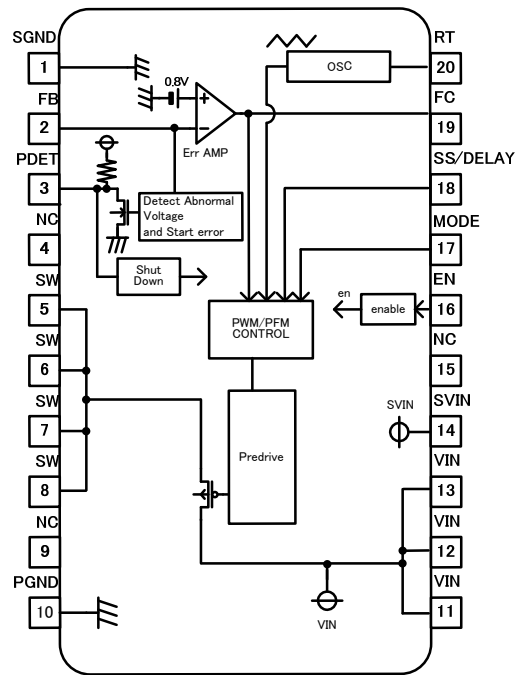 SGND
1
FB
2
PDET
3
NC
4
SW
5
SW
6
SW
7
SW
8
NC
9
PGND
10
0.8V
Err AMP
Detect Abnormal
Voltage
and Start error
Shut
Down
OSC
PWM/PFM
CONTROL
Predrive
en
enable
SVIN
VIN
RT
20
FC
19
SS/DELAY
18
MODE
17
EN
16
NC
15
SVIN
14
VIN
13
VIN
12
VIN
11